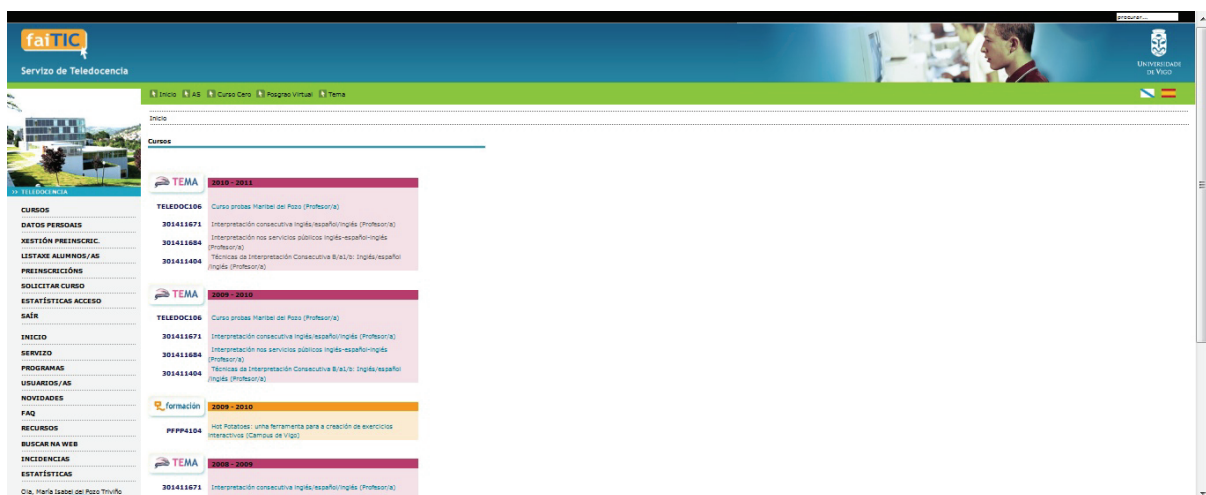 procurar...
faiTIC
Servizo de Teledocencia
UNIVERSIDADE
DE VIGO
Inicio AS Curso Cero Posgrao Virtual Tema
Inicio
Cursos
>> TELEDOCENCIA
CURSOS
DATOS PERSOAIS
XESTIÓN PREINSCRIC.
LISTAXE ALUMNOS/AS
PREINSCRICIÓNS
SOLICITAR CURSO
ESTATÍSTICAS ACCESO
SAÍR
INICIO
SERVIZO
PROGRAMAS
USUARIOS/AS
NOVIDADES
FAQ
RECURSOS
BUSCAR NA WEB
INCIDENCIAS
ESTATÍSTICAS
Ola, María Isabel del Pozo Triviño
TEMA 2010 - 2011
TELEDOC106 Curso probas Maribel del Pozo (Profesor/a)
301411671 Interpretación consecutiva inglés/español/inglés (Profesor/a)
301411684 Interpretación nos servicios públicos inglés-español-inglés
(Profesor/a)
301411404 Técnicas da Interpretación Consecutiva B/a1/b: Inglés/español
/inglés (Profesor/a)
TEMA 2009 - 2010
TELEDOC106 Curso probas Maribel del Pozo (Profesor/a)
301411671 Interpretación consecutiva inglés/español/inglés (Profesor/a)
301411684 Interpretación nos servicios públicos inglés-español-inglés
(Profesor/a)
301411404 Técnicas da Interpretación Consecutiva B/a1/b: Inglés/español
/inglés (Profesor/a)
formación 2009 - 2010
PFPP4104 Hot Potatoes: unha ferramenta para a creación de exercicios
interactivos (Campus de Vigo)
TEMA 2008 - 2009
301411671 Interpretación consecutiva inglés/español/inglés (Profesor/a)